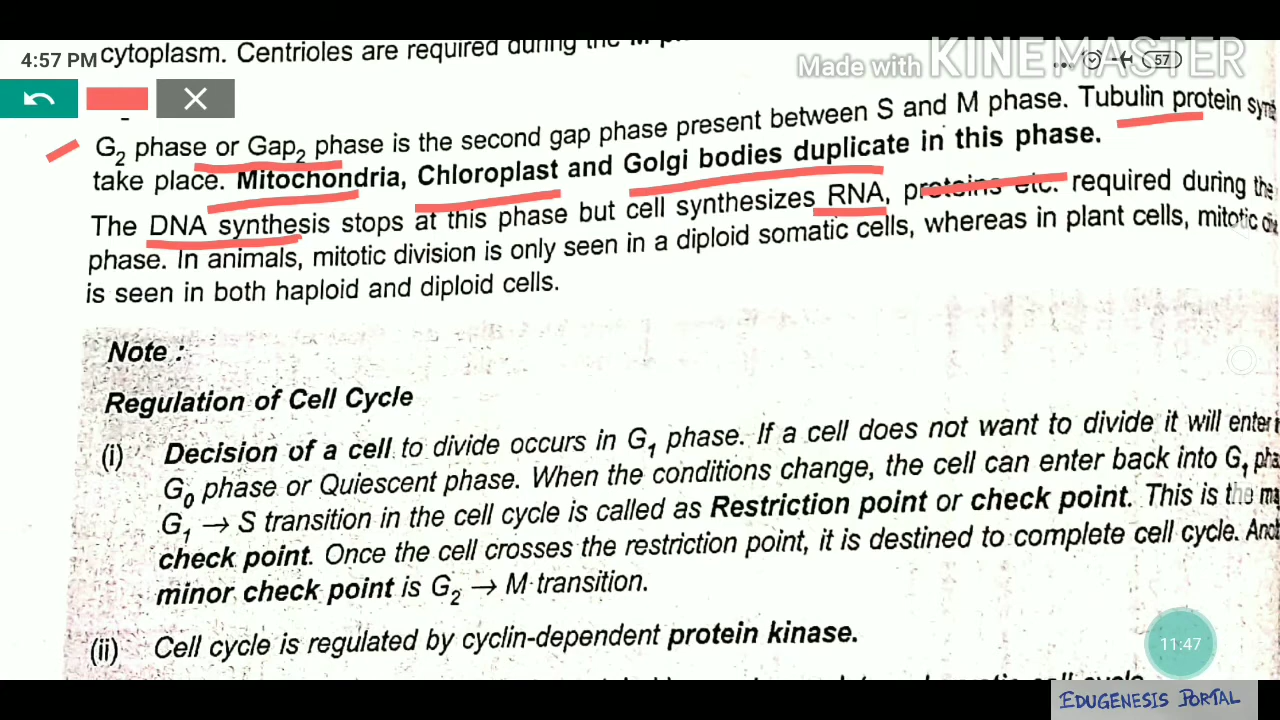 4:57 PM
cytoplasm. Centrioles are required during the M
Made with KINEMASTER
57
G₂ phase or Gap₂ phase is the second gap phase present between S and M phase. Tubulin protein
take place. Mitochondria, Chloroplast and Golgi bodies duplicate in this phase.
The DNA synthesis stops at this phase but cell synthesizes RNA, proteins etc. required during the
phase. In animals, mitotic division is only seen in a diploid somatic cells, whereas in plant cells, mitotic
is seen in both haploid and diploid cells.
Note :
Regulation of Cell Cycle
(i) Decision of a cell to divide occurs in G₁ phase. If a cell does not want to divide it will enter
G₀ phase or Quiescent phase. When the conditions change, the cell can enter back into G₁
G₁ → S transition in the cell cycle is called as Restriction point or check point. This is the
check point. Once the cell crosses the restriction point, it is destined to complete cell cycle.
minor check point is G₂ → M transition.
(ii) Cell cycle is regulated by cyclin-dependent protein kinase.
11:47
EDUGENESIS PORTAL